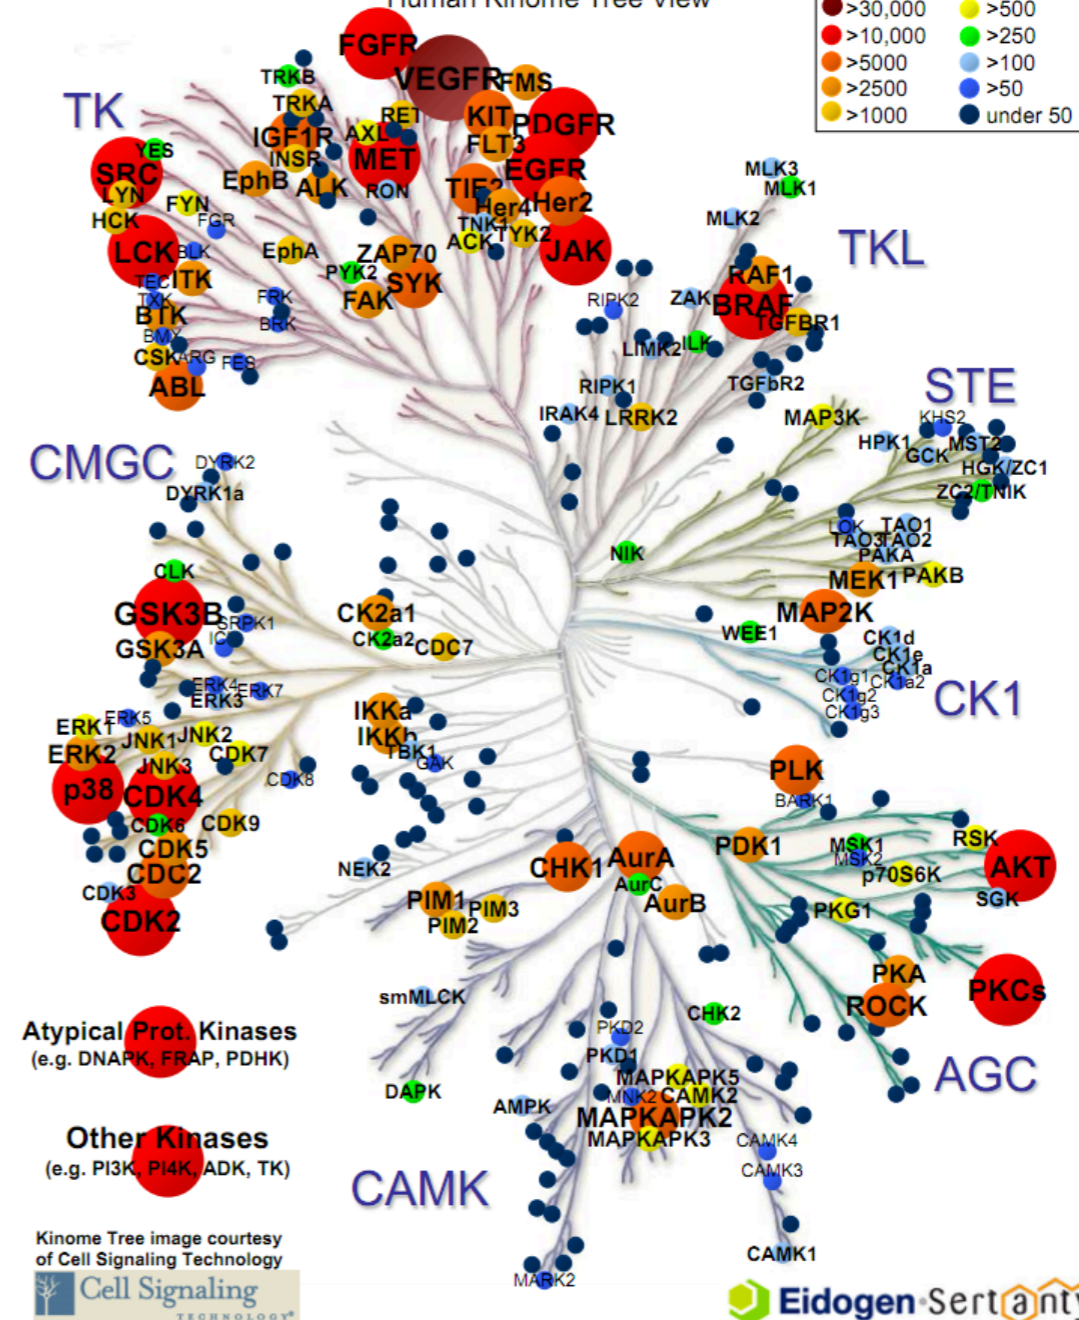 Human Kinome Tree View
>30,000
>500
>10,000
>250
>5000
>100
>2500
>50
>1000
under 50
FGFR
VEGFR
FMS
TRKB
TRKA
RET
KIT
PDGFR
TK
IGF1R
AXL
FLT3
YES
INSR
MET
EGFR
SRC
EphB
ALK
RON
TIE2
Her4
Her2
LYN
FYN
HCK
FGR
TNK1
TYK2
ACK
LCK
BLK
EphA
ZAP70
JAK
PYK2
SYK
TEC
ITK
TXK
FRK
FAK
BTK
BRK
BMX
CSK
ARG
FES
ABL
MLK3
MLK1
MLK2
TKL
RAF1
RIPK2
ZAK
BRAF
TGFBR1
LIMK2
ILK
RIPK1
TGFbR2
IRAK4
LRRK2
STE
MAP3K
KHS2
HPK1
MST2
GCK
HGK/ZC1
ZC2/TNIK
LOK
TAO1
TAO3
TAO2
NIK
PAKA
MEK1
PAKB
MAP2K
CMGC
DYRK2
DYRK1a
CLK
GSK3B
SRPK1
CK2a1
CK2a2
CDC7
GSK3A
WEE1
CK1d
CK1e
CK1a
CK1g1
CK1a2
CK1g2
CK1g3
CK1
ERK4
ERK7
ERK3
ERK5
ERK1
JNK1
JNK2
ERK2
CDK7
JNK3
CDK8
p38
CDK4
CDK6
CDK9
CDK5
CDC2
CDK3
CDK2
IKKa
IKKb
TBK1
GAK
NEK2
PLK
BARK1
CHK1
AurA
AurC
AurB
PDK1
MSK1
MSK2
RSK
p70S6K
AKT
SGK
PKG1
PIM1
PIM3
PIM2
PKA
ROCK
PKCs
AGC
smMLCK
CHK2
PKD2
PKD1
DAPK
MAPKAPK5
AMPK
MNK2
CAMK2
MAPKAPK2
MAPKAPK3
CAMK4
CAMK3
CAMK
CAMK1
MARK2
Atypical Prot. Kinases
(e.g. DNAPK, FRAP, PDHK)
Other Kinases
(e.g. PI3K, PI4K, ADK, TK)
Kinome Tree image courtesy
of Cell Signaling Technology
Cell Signaling
TECHNOLOGY®
Eidogen·Sertanty